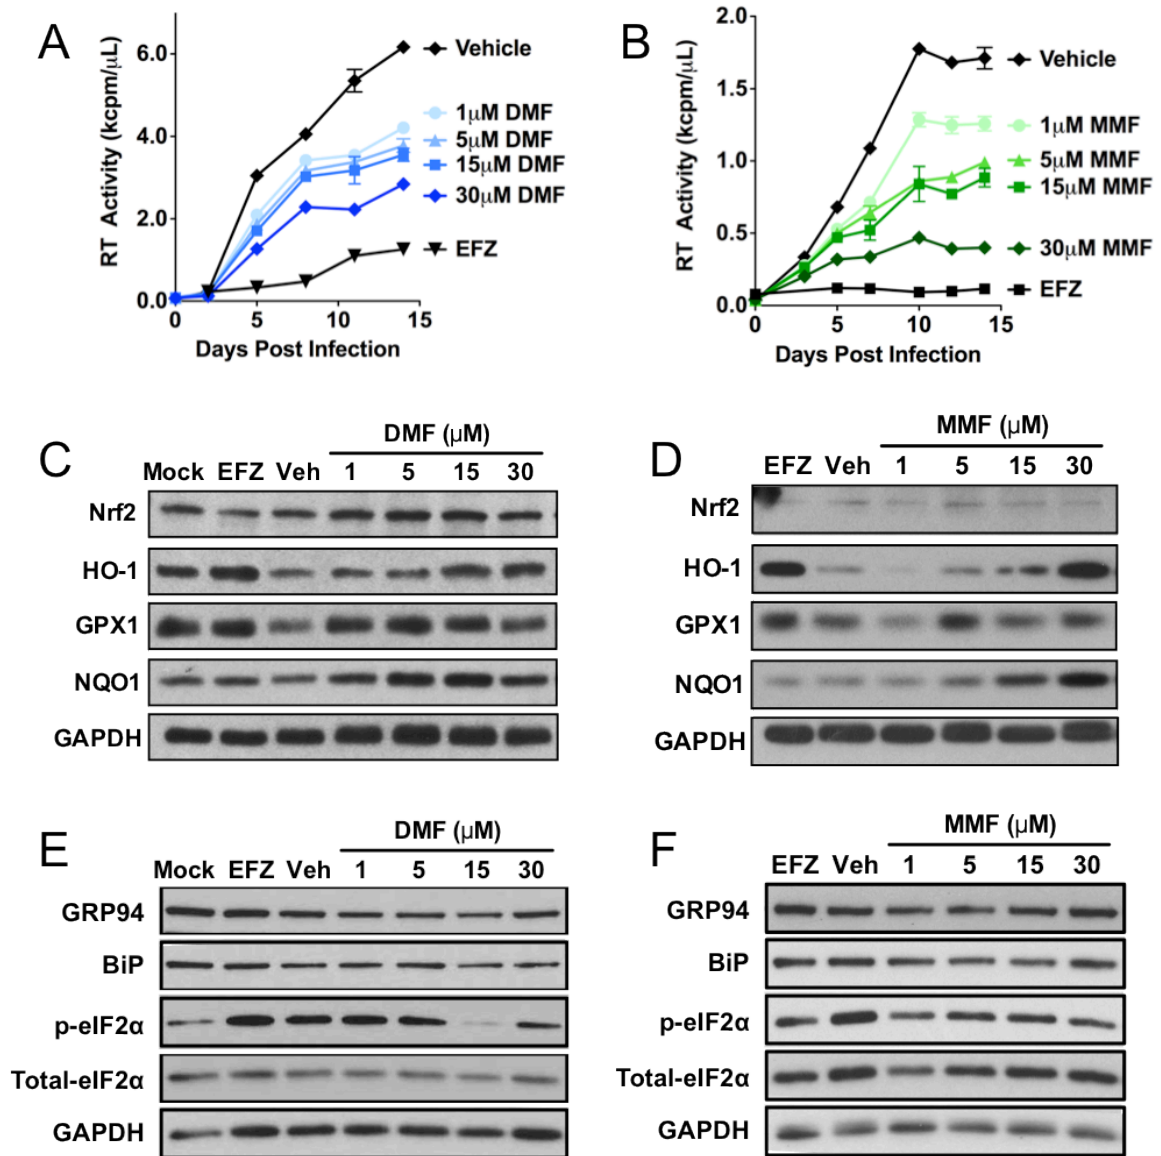 A
RT Activity (kcpm/μL)
6.0
4.0
2.0
0.0
0 5 10 15
Days Post Infection
Vehicle
1μM DMF
5μM DMF
15μM DMF
30μM DMF
EFZ
B
RT Activity (kcpm/μL)
2.0
1.5
1.0
0.5
0.0
0 5 10 15
Days Post Infection
Vehicle
1μM MMF
5μM MMF
15μM MMF
30μM MMF
EFZ
C
DMF (μM)
Mock EFZ Veh 1 5 15 30
Nrf2
HO-1
GPX1
NQO1
GAPDH
D
MMF (μM)
EFZ Veh 1 5 15 30
Nrf2
HO-1
GPX1
NQO1
GAPDH
E
DMF (μM)
Mock EFZ Veh 1 5 15 30
GRP94
BiP
p-eIF2α
Total-eIF2α
GAPDH
F
MMF (μM)
EFZ Veh 1 5 15 30
GRP94
BiP
p-eIF2α
Total-eIF2α
GAPDH